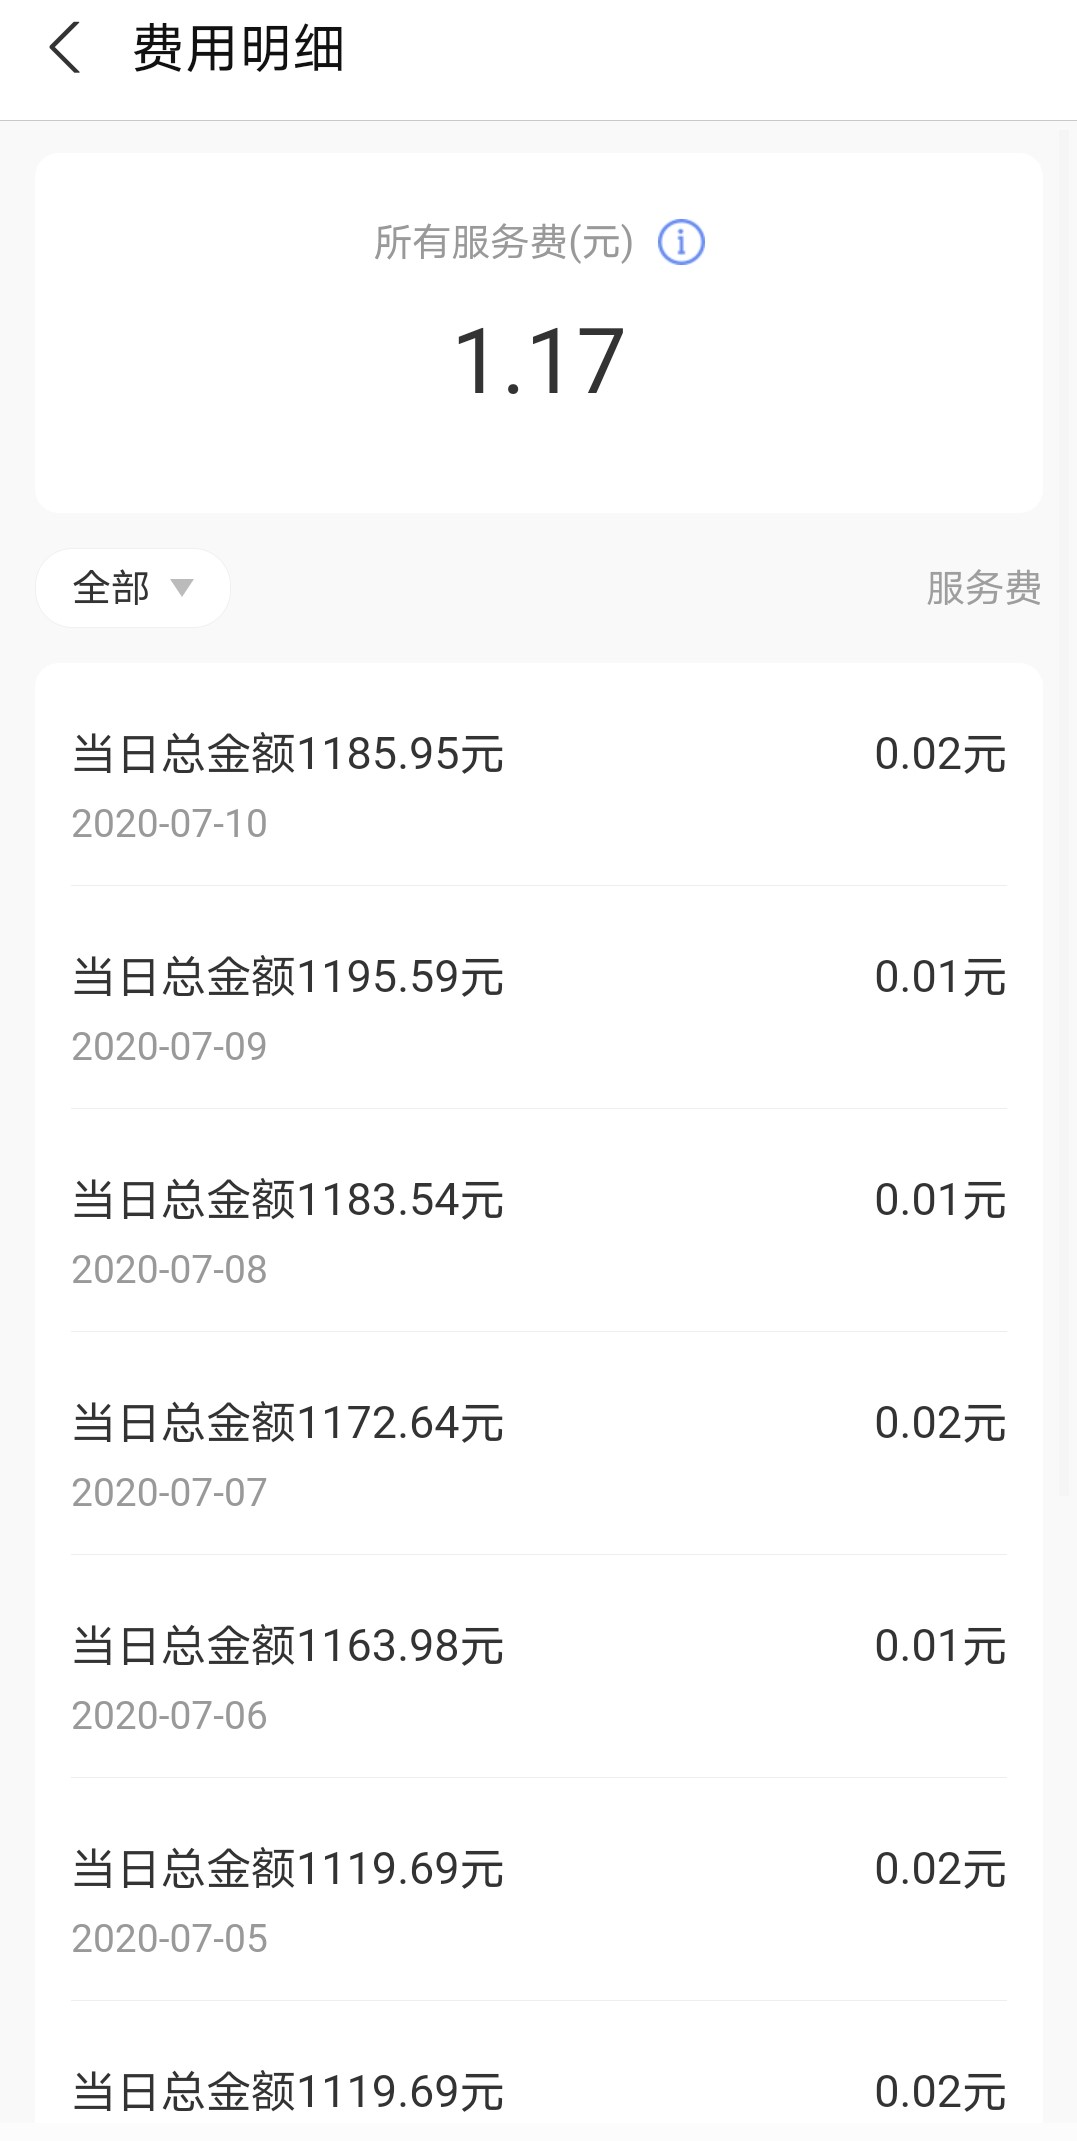 费用明细
所有服务费(元)
1.17
全部
服务费
当日总金额1185.95元
0.02元
2020-07-10
当日总金额1195.59元
0.01元
2020-07-09
当日总金额1183.54元
0.01元
2020-07-08
当日总金额1172.64元
0.02元
2020-07-07
当日总金额1163.98元
0.01元
2020-07-06
当日总金额1119.69元
0.02元
2020-07-05
当日总金额1119.69元
0.02元